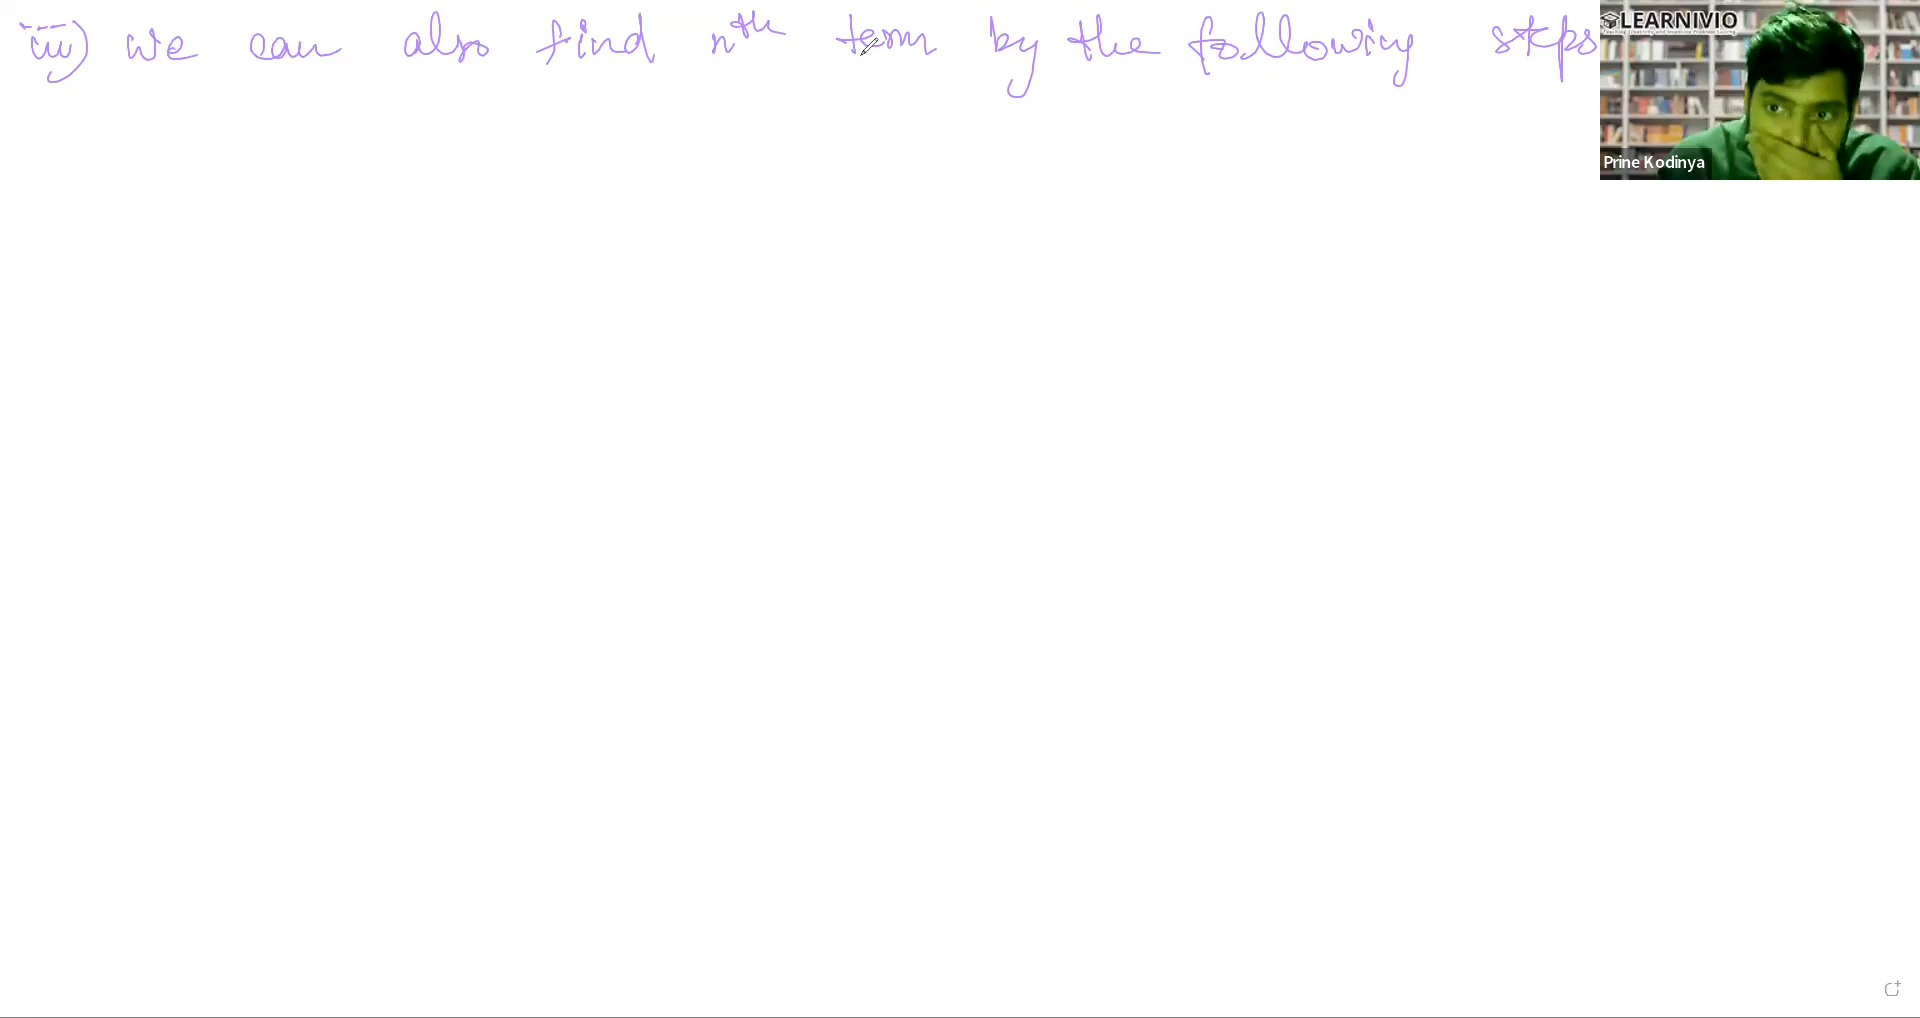 iii) we can also find nth term by the following steps
LEARNIVIO
Prine Kodinya